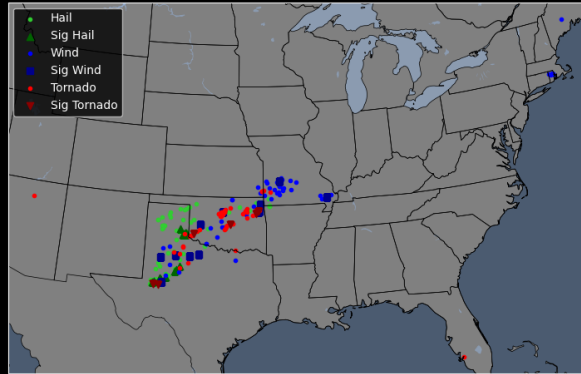 Hail
Sig Hail
Wind
Sig Wind
Tornado
Sig Tornado